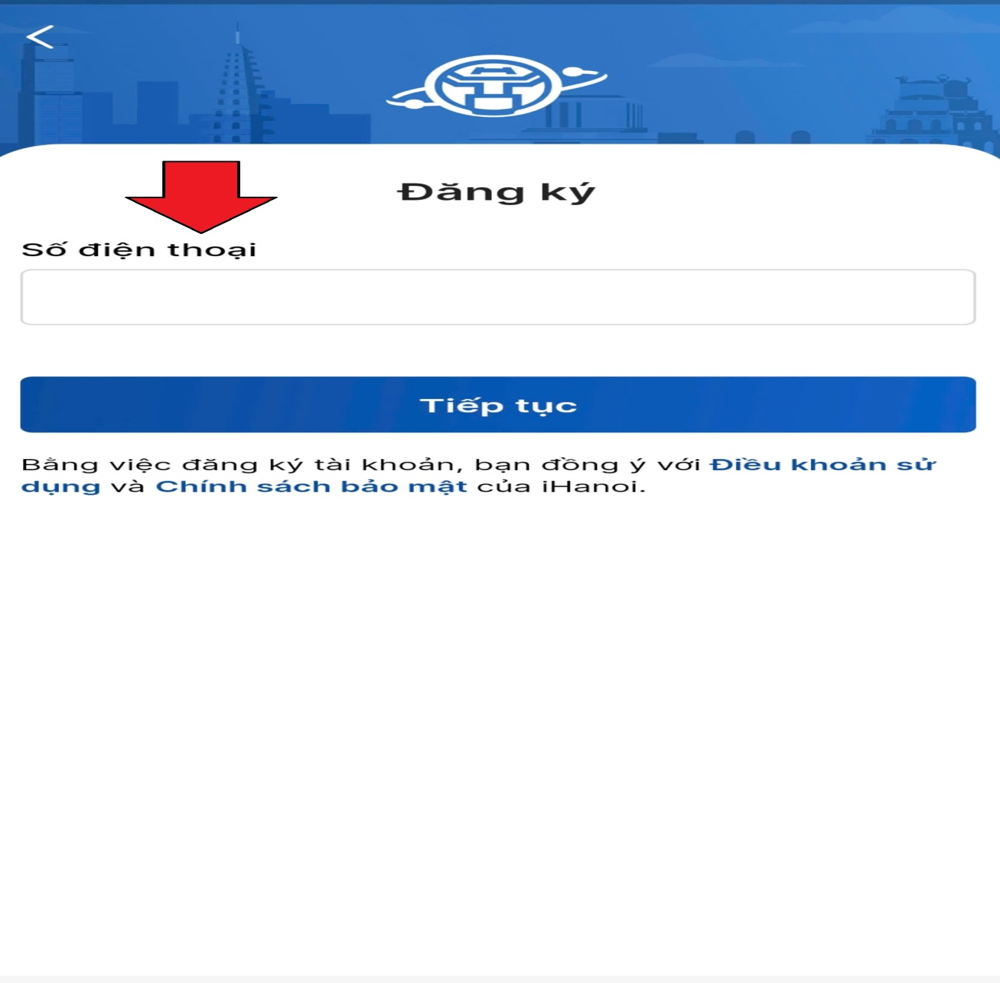 Đăng ký
Số điện thoại
Tiếp tục
Bằng việc đăng ký tài khoản, bạn đồng ý với Điều khoản sử
dụng và Chính sách bảo mật của iHanoi.